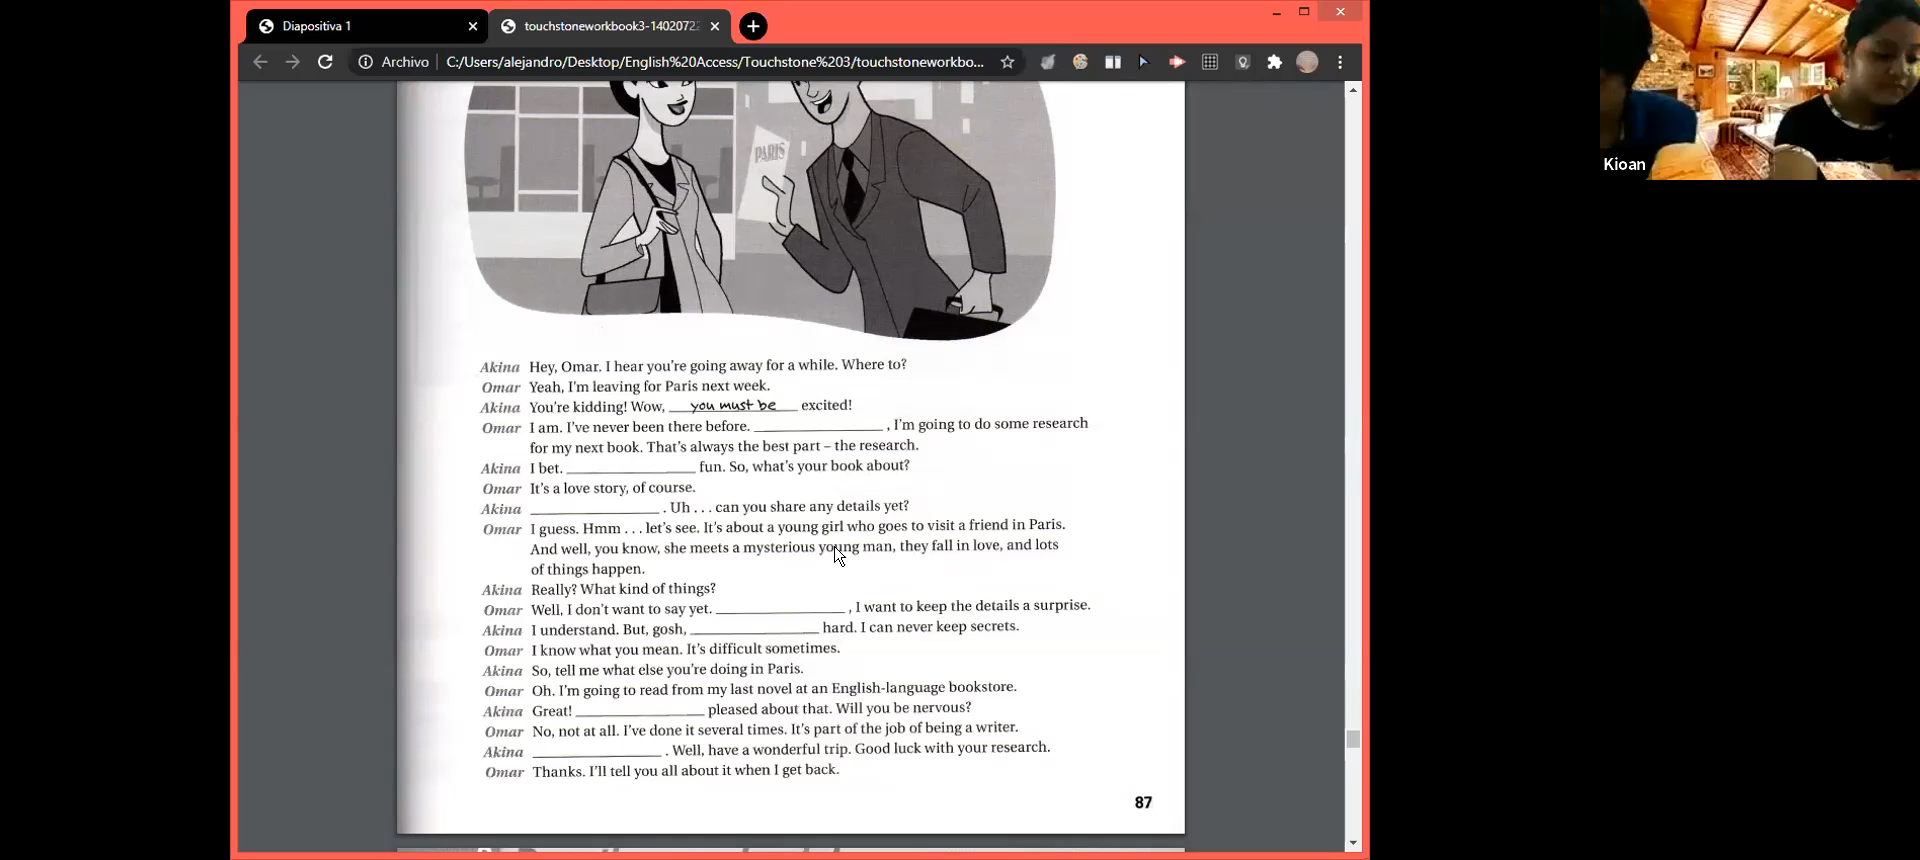 Diapositiva 1
touchstoneworkbook3-1402072
Archivo C:/Users/alejandro/Desktop/English%20Access/Touchstone%203/touchstoneworkbo...
Kioan
PARIS
Akina Hey, Omar. I hear you're going away for a while. Where to?
Omar Yeah, I'm leaving for Paris next week.
Akina You're kidding! Wow, you must be excited!
Omar I am. I've never been there before. ____________ , I'm going to do some research
for my next book. That's always the best part – the research.
Akina I bet. ____________ fun. So, what's your book about?
Omar It's a love story, of course.
Akina ____________ . Uh . . . can you share any details yet?
Omar I guess. Hmm . . . let's see. It's about a young girl who goes to visit a friend in Paris.
And well, you know, she meets a mysterious young man, they fall in love, and lots
of things happen.
Akina Really? What kind of things?
Omar Well, I don't want to say yet. ____________ , I want to keep the details a surprise.
Akina I understand. But, gosh, ____________ hard. I can never keep secrets.
Omar I know what you mean. It's difficult sometimes.
Akina So, tell me what else you're doing in Paris.
Omar Oh. I'm going to read from my last novel at an English-language bookstore.
Akina Great! ____________ pleased about that. Will you be nervous?
Omar No, not at all. I've done it several times. It's part of the job of being a writer.
Akina ____________ . Well, have a wonderful trip. Good luck with your research.
Omar Thanks. I'll tell you all about it when I get back.
87